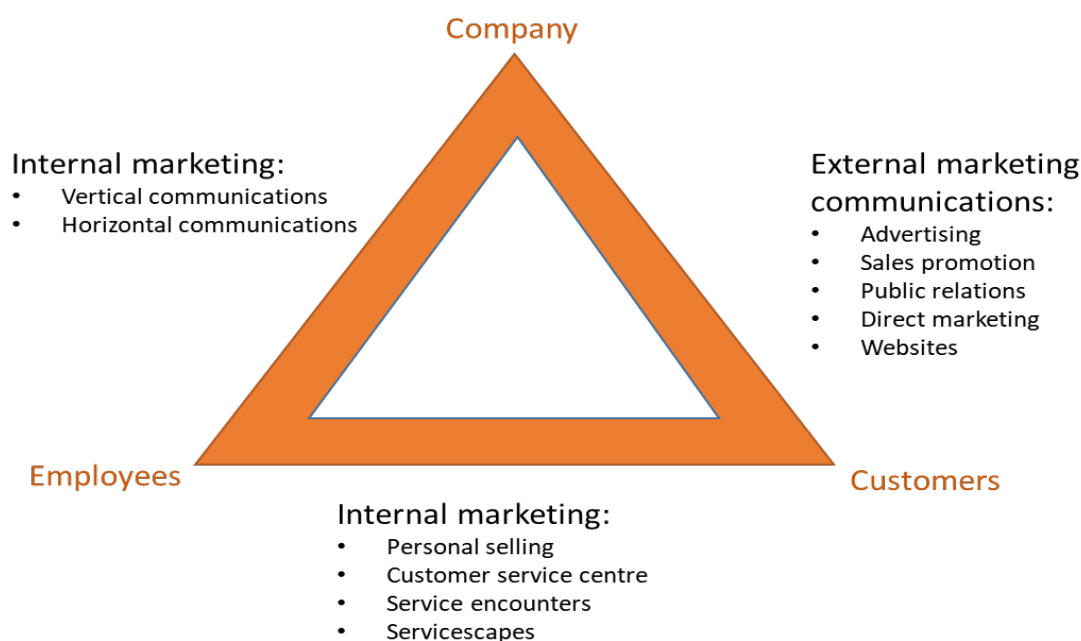 Company
Internal marketing:
• Vertical communications
• Horizontal communications
External marketing
communications:
• Advertising
• Sales promotion
• Public relations
• Direct marketing
• Websites
Employees
Customers
Internal marketing:
• Personal selling
• Customer service centre
• Service encounters
• Servicescapes